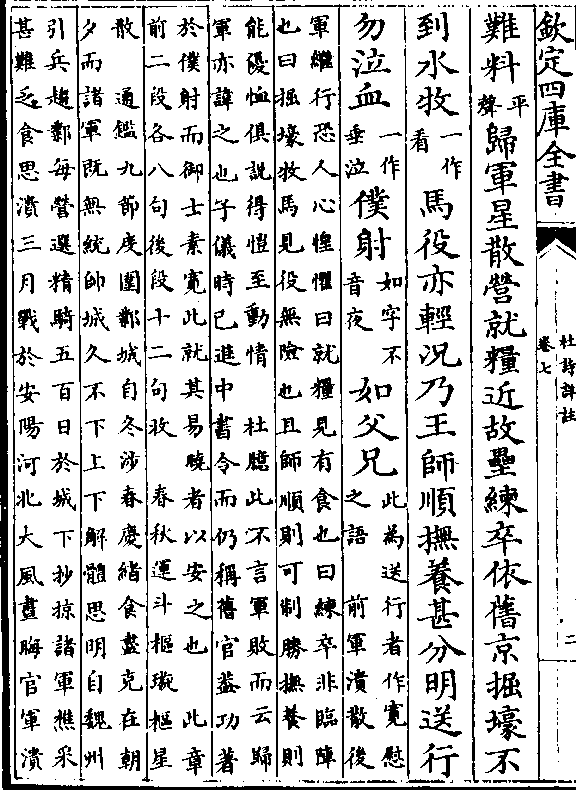 欽定四庫全書
杜詩詳註
卷七
二
難料平聲歸軍星散營就糧近故壘練卒依舊京掘壕不
到水牧一作看馬役亦輕況乃王師順撫養甚分明送行
勿泣血一作垂泣僕射如字不音夜如父兄此為送行者作寬慰之語　前軍潰散後
軍繼行恐人心惶懼曰就糧見有食也曰練卒非臨陣
也曰掘壕牧馬見役無險也且師順則可制勝撫養則
能優恤俱說得愷至動情　杜臆此不言軍敗而云歸
軍亦諱之也子儀時已進中書令而仍稱舊官葢功著
於僕射而御士素寬此就其易曉者以安之也　此章
前二段各八句後段十二句收　春秋運斗樞璇樞星
散　通鑑九節度圍鄴城自冬涉春慶緒食盡克在朝
夕而諸軍既無統帥城久不下上下解體思明自魏州
引兵趨鄴每營選精騎五百日於城下抄掠諸軍樵采
甚難乏食思潰三月戰於安陽河北大風晝晦官軍潰